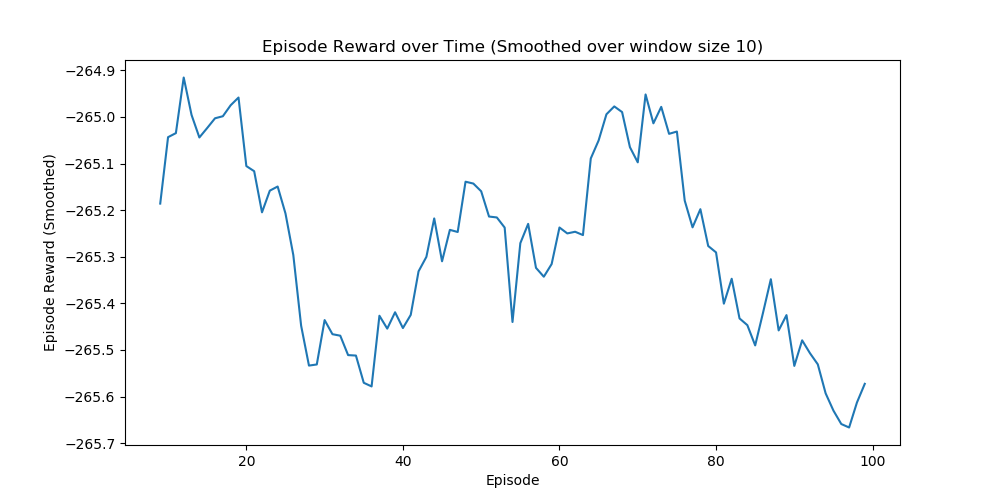 Episode Reward over Time (Smoothed over window size 10)
−264.9
−265.0
−265.1
−265.2
−265.3
−265.4
−265.5
−265.6
−265.7
Episode Reward (Smoothed)
20 40 60 80 100
Episode